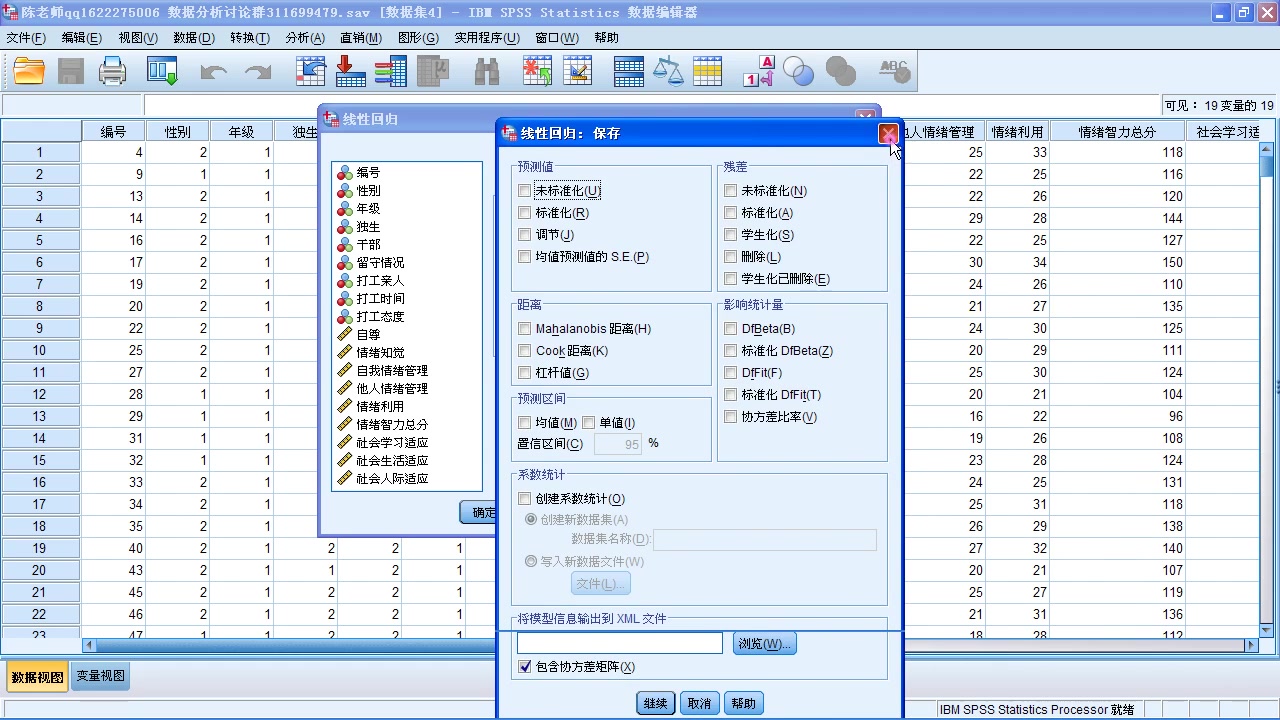 陈老师qq1622275006 数据分析讨论群311699479.sav [数据集4] - IBM SPSS Statistics 数据编辑器
文件(F) 编辑(E) 视图(V) 数据(D) 转换(T) 分析(A) 直销(M) 图形(G) 实用程序(U) 窗口(W) 帮助
可见： 19 变量的 19
编号 性别 年级 独生 他人情绪管理 情绪利用 情绪智力总分 社会学习适
1 4 2 1 25 33 118
2 9 1 1 22 25 116
3 13 2 1 22 26 120
4 14 2 1 29 28 144
5 16 2 1 22 25 127
6 17 2 1 30 34 150
7 19 2 1 24 26 110
8 20 2 1 21 27 135
9 22 2 1 24 30 125
10 25 2 1 20 29 111
11 27 2 1 25 30 124
12 28 1 1 20 21 104
13 29 1 1 16 22 96
14 31 1 1 19 26 108
15 32 1 1 23 28 124
16 33 2 1 24 25 131
17 34 2 1 25 31 118
18 35 2 1 26 29 138
19 40 2 1 2 2 1 27 32 140
20 43 2 1 1 2 1 20 21 107
21 45 2 1 2 2 1 25 27 119
22 46 2 1 2 2 1 21 31 136
23 47 1 1 2 2 1 18 28 112
线性回归
编号
性别
年级
独生
干部
留守情况
打工亲人
打工时间
打工态度
自尊
情绪知觉
自我情绪管理
他人情绪管理
情绪利用
情绪智力总分
社会学习适应
社会生活适应
社会人际适应
确定
线性回归：保存
预测值
未标准化(U)
标准化(R)
调节(J)
均值预测值的 S.E.(P)
残差
未标准化(N)
标准化(A)
学生化(S)
删除(L)
学生化已删除(E)
距离
Mahalanobis 距离(H)
Cook 距离(K)
杠杆值(G)
影响统计量
DfBeta(B)
标准化 DfBeta(Z)
DfFit(F)
标准化 DfFit(T)
协方差比率(V)
预测区间
均值(M) 单值(I)
置信区间(C) 95 %
系数统计
创建系数统计(O)
创建新数据集(A)
数据集名称(D):
写入新数据文件(W)
文件(L)...
将模型信息输出到 XML 文件
浏览(W)...
包含协方差矩阵(X)
继续 取消 帮助
数据视图 变量视图
IBM SPSS Statistics Processor 就绪